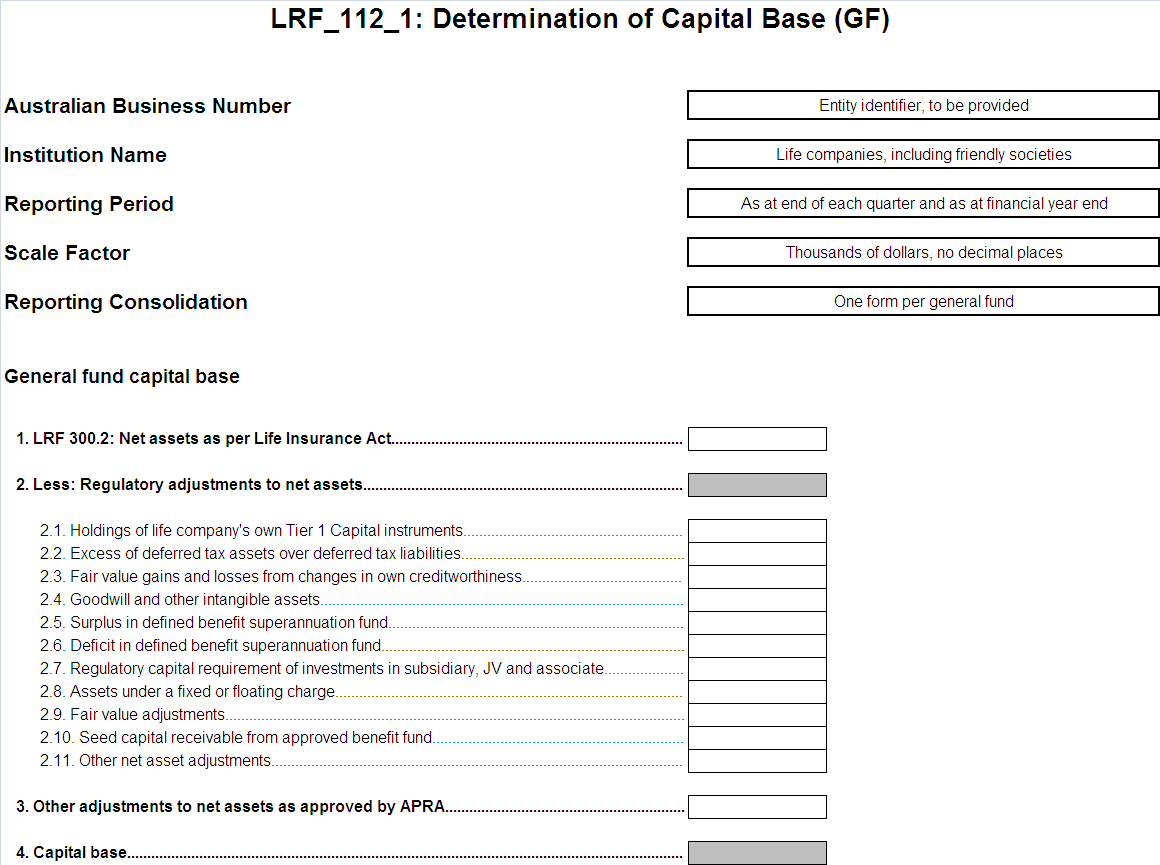 LRF_112_1: Determination of Capital Base (GF)
Australian Business Number
Entity identifier, to be provided
Institution Name
Life companies, including friendly societies
Reporting Period
As at end of each quarter and as at financial year end
Scale Factor
Thousands of dollars, no decimal places
Reporting Consolidation
One form per general fund
General fund capital base
1. LRF 300.2: Net assets as per Life Insurance Act
2. Less: Regulatory adjustments to net assets
2.1. Holdings of life company's own Tier 1 Capital instruments
2.2. Excess of deferred tax assets over deferred tax liabilities
2.3. Fair value gains and losses from changes in own creditworthiness
2.4. Goodwill and other intangible assets
2.5. Surplus in defined benefit superannuation fund
2.6. Deficit in defined benefit superannuation fund
2.7. Regulatory capital requirement of investments in subsidiary, JV and associate
2.8. Assets under a fixed or floating charge
2.9. Fair value adjustments
2.10. Seed capital receivable from approved benefit fund
2.11. Other net asset adjustments
3. Other adjustments to net assets as approved by APRA
4. Capital base